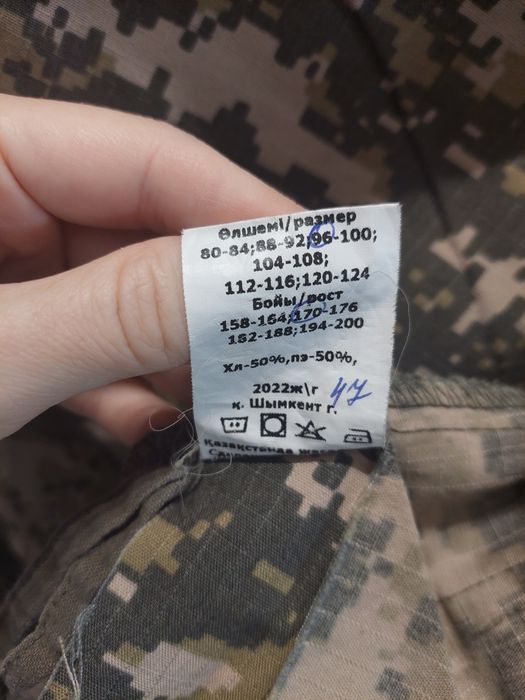 Өлшемі/размер
80-84;88-92;96-100;
104-108;
112-116;120-124
Бойы/рост
158-164;170-176
182-188;194-200
Хл-50%,пэ-50%,
2022ж\г
қ. Шымкент г.
Қазақстанда